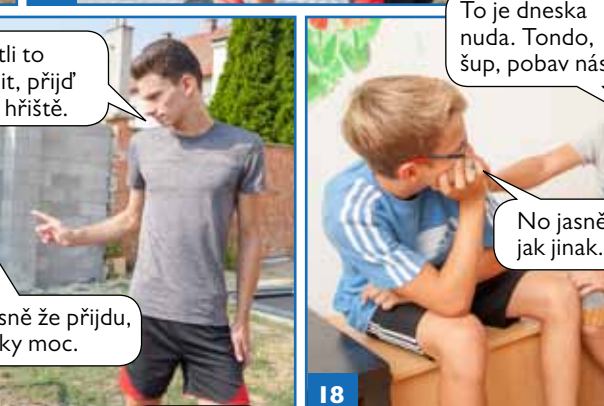 tli to
it, přijď
hřiště.
sně že přijdu,
ky moc.
To je dneska
nuda. Tondo,
šup, pobav nás
No jasně
jak jinak.
18